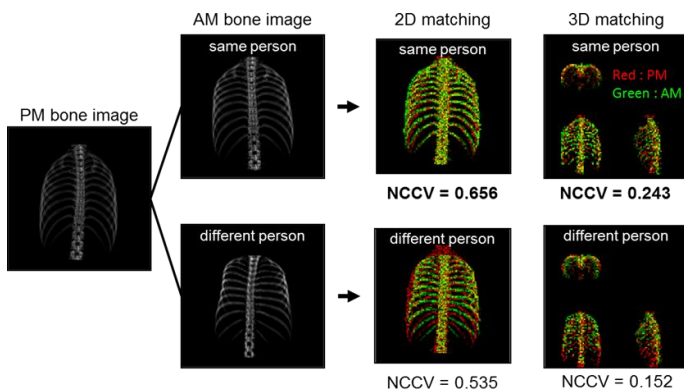 AM bone image
2D matching
3D matching
same person
same person
same person
Red : PM
Green : AM
PM bone image
NCCV = 0.656
NCCV = 0.243
different person
different person
different person
NCCV = 0.535
NCCV = 0.152